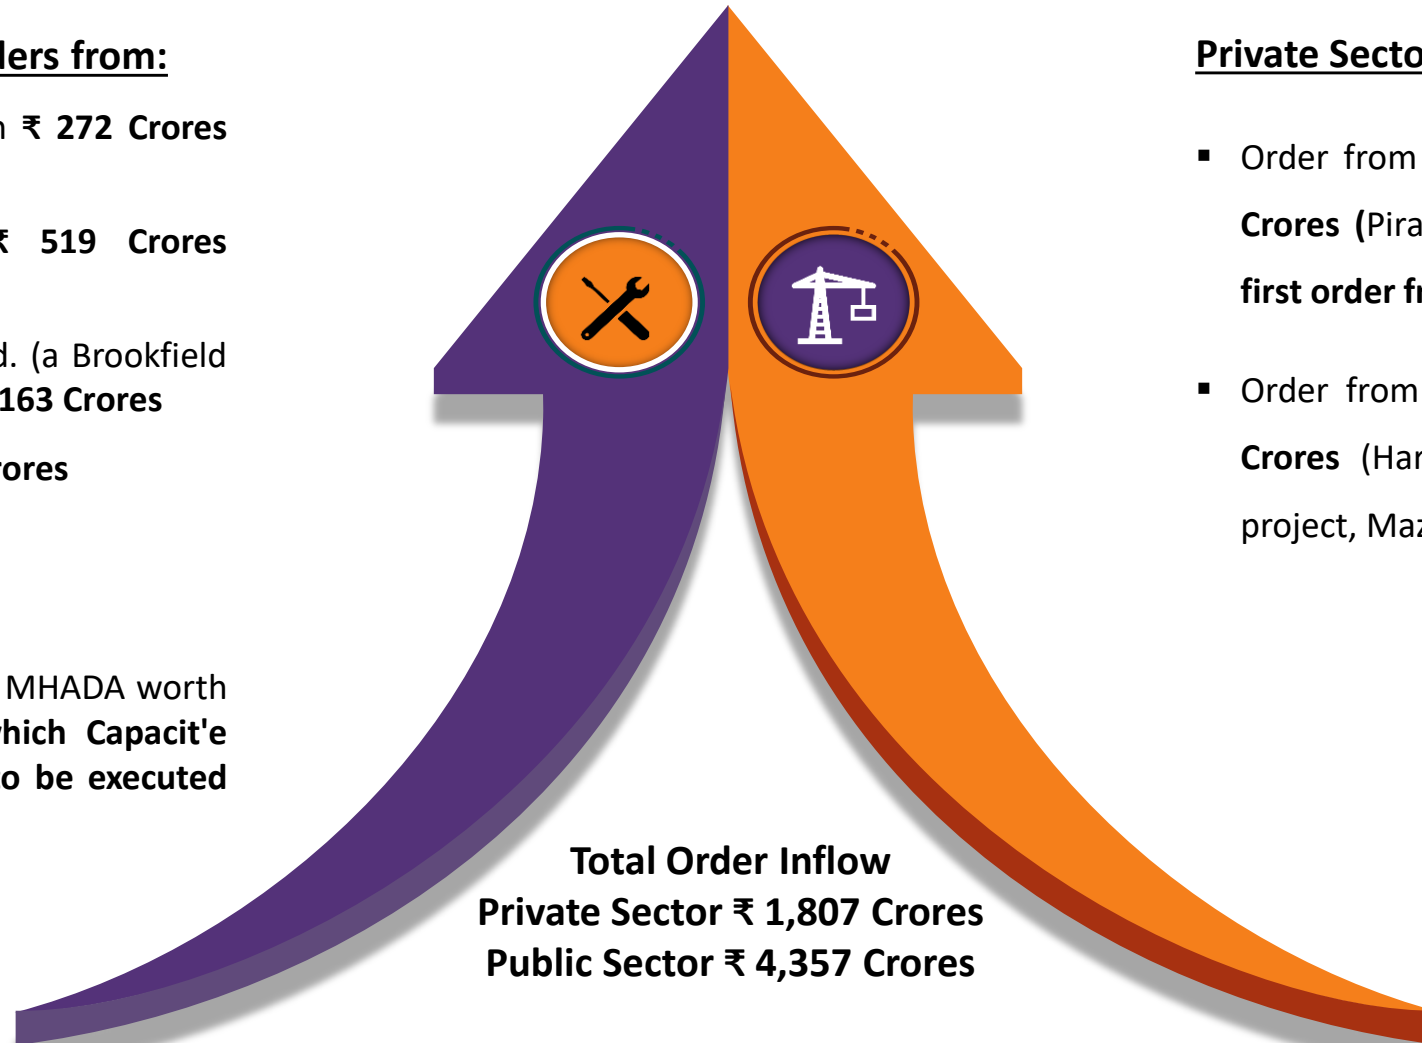 ders from:
₹ 272 Crores
₹ 519 Crores
d. (a Brookfield
163 Crores
rores
MHADA worth
which Capacit'e
to be executed
Private Secto
▪ Order from
Crores (Pira
first order fr
▪ Order from
Crores (Har
project, Maz
Total Order Inflow
Private Sector ₹ 1,807 Crores
Public Sector ₹ 4,357 Crores